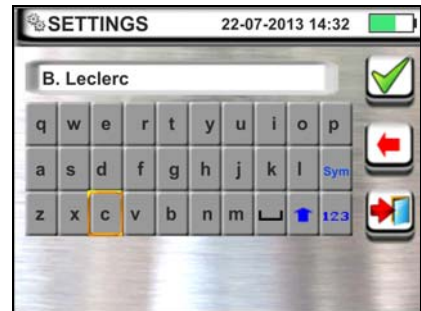 SETTINGS 22-07-2013 14:32
B. Leclerc
q w e r t y u i o p
a s d f g h j k l Sym
z x c v b n m 123